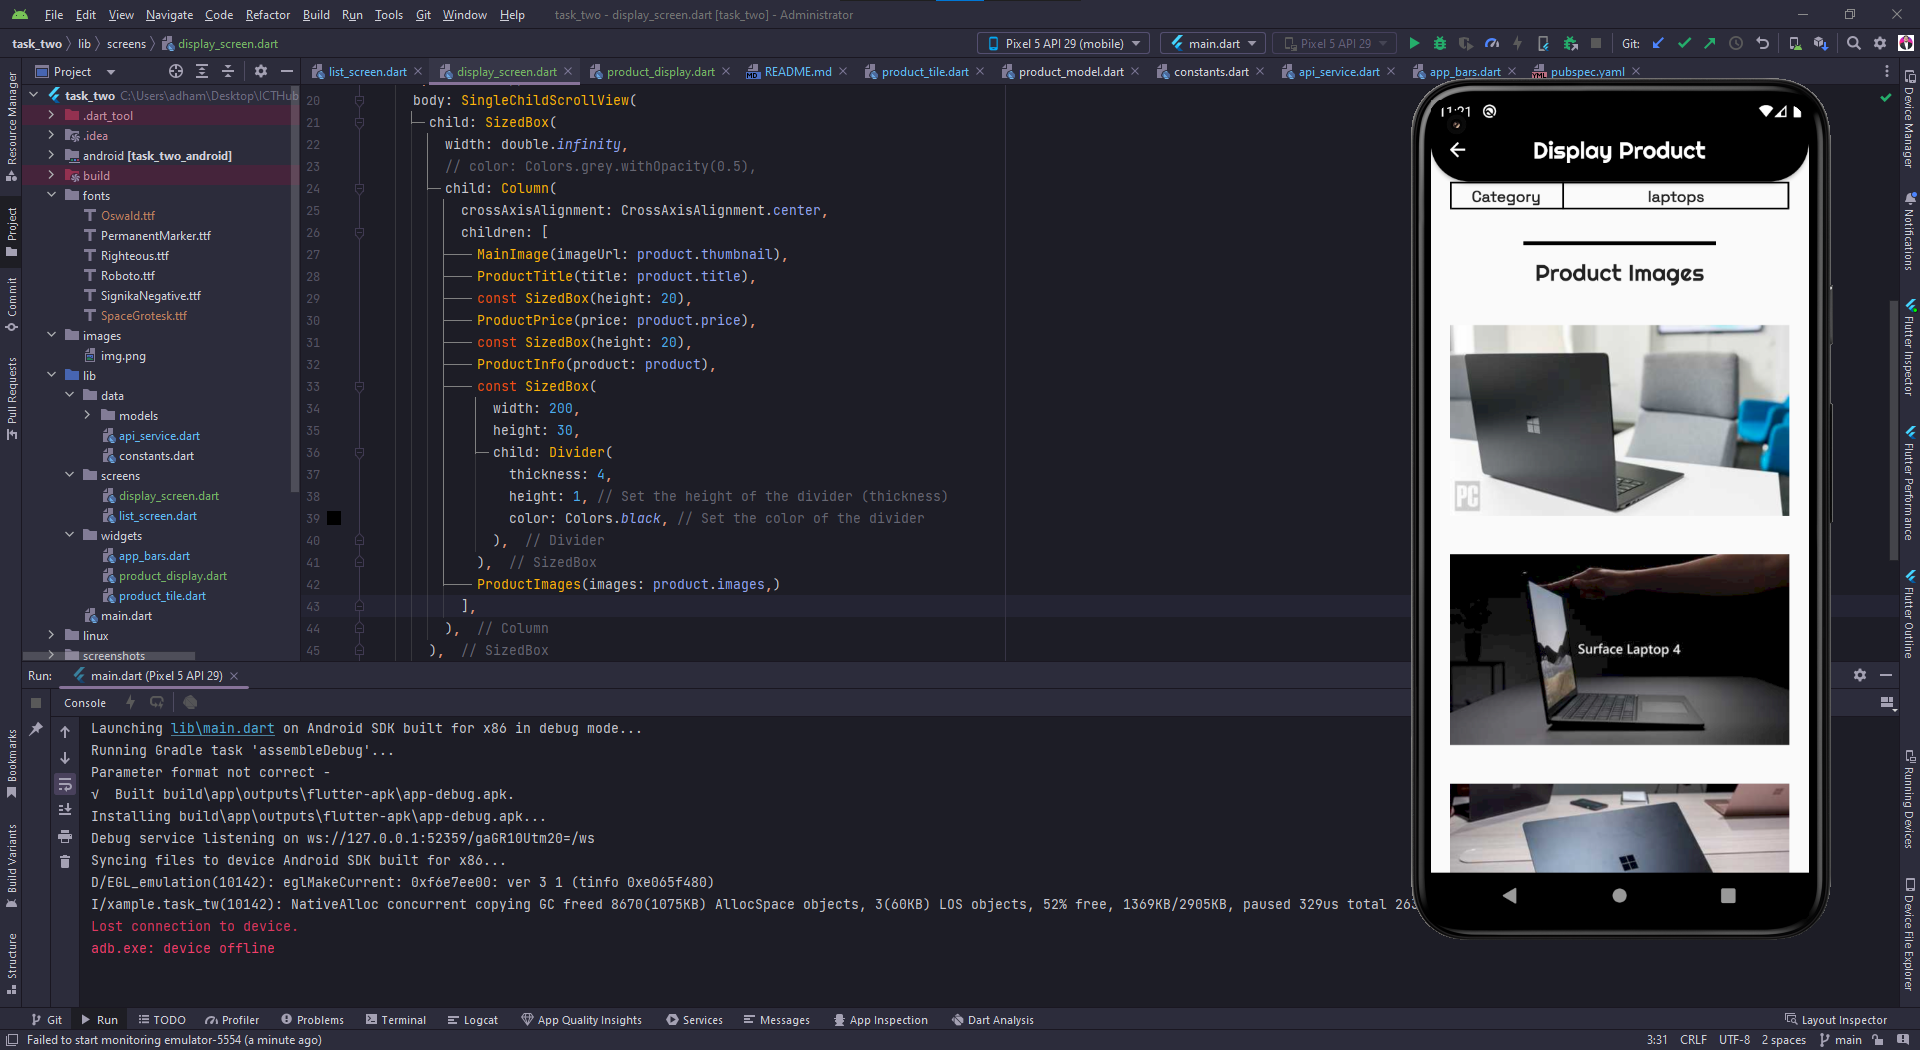 File Edit View Navigate Code Refactor Build Run Tools Git Window Help task_two - display_screen.dart [task_two] - Administrator
task_two lib screens display_screen.dart Pixel 5 API 29 (mobile) main.dart Pixel 5 API 29 Git:
Project
list_screen.dart display_screen.dart product_display.dart README.md product_tile.dart product_model.dart constants.dart api_service.dart app_bars.dart pubspec.yaml
task_two C:\Users\adham\Desktop\ICTHub
.dart_tool
.idea
android [task_two_android]
build
fonts
Oswald.ttf
PermanentMarker.ttf
Righteous.ttf
Roboto.ttf
SignikaNegative.ttf
SpaceGrotesk.ttf
images
img.png
lib
data
models
api_service.dart
constants.dart
screens
display_screen.dart
list_screen.dart
widgets
app_bars.dart
product_display.dart
product_tile.dart
main.dart
linux
screenshots
Resource Manager
Project
Commit
Pull Requests
Bookmarks
Build Variants
Structure
20 body: SingleChildScrollView(
21 child: SizedBox(
22 width: double.infinity,
23 // color: Colors.grey.withOpacity(0.5),
24 child: Column(
25 crossAxisAlignment: CrossAxisAlignment.center,
26 children: [
27 MainImage(imageUrl: product.thumbnail),
28 ProductTitle(title: product.title),
29 const SizedBox(height: 20),
30 ProductPrice(price: product.price),
31 const SizedBox(height: 20),
32 ProductInfo(product: product),
33 const SizedBox(
34 width: 200,
35 height: 30,
36 child: Divider(
37 thickness: 4,
38 height: 1, // Set the height of the divider (thickness)
39 color: Colors.black, // Set the color of the divider
40 ), // Divider
41 ), // SizedBox
42 ProductImages(images: product.images,)
43 ],
44 ), // Column
45 ), // SizedBox
11:21
Display Product
Category laptops
Product Images
PC
Surface Laptop 4
Device Manager
Notifications
Flutter Inspector
Flutter Performance
Flutter Outline
Running Devices
Device File Explorer
Run: main.dart (Pixel 5 API 29)
Console
Launching lib\main.dart on Android SDK built for x86 in debug mode...
Running Gradle task 'assembleDebug'...
Parameter format not correct -
√ Built build\app\outputs\flutter-apk\app-debug.apk.
Installing build\app\outputs\flutter-apk\app-debug.apk...
Debug service listening on ws://127.0.0.1:52359/gaGR10Utm20=/ws
Syncing files to device Android SDK built for x86...
D/EGL_emulation(10142): eglMakeCurrent: 0xf6e7ee00: ver 3 1 (tinfo 0xe065f480)
I/xample.task_tw(10142): NativeAlloc concurrent copying GC freed 8670(1075KB) AllocSpace objects, 3(60KB) LOS objects, 52% free, 1369KB/2905KB, paused 329us total 263
Lost connection to device.
adb.exe: device offline
Git Run TODO Profiler Problems Terminal Logcat App Quality Insights Services Messages App Inspection Dart Analysis Layout Inspector
Failed to start monitoring emulator-5554 (a minute ago) 3:31 CRLF UTF-8 2 spaces main